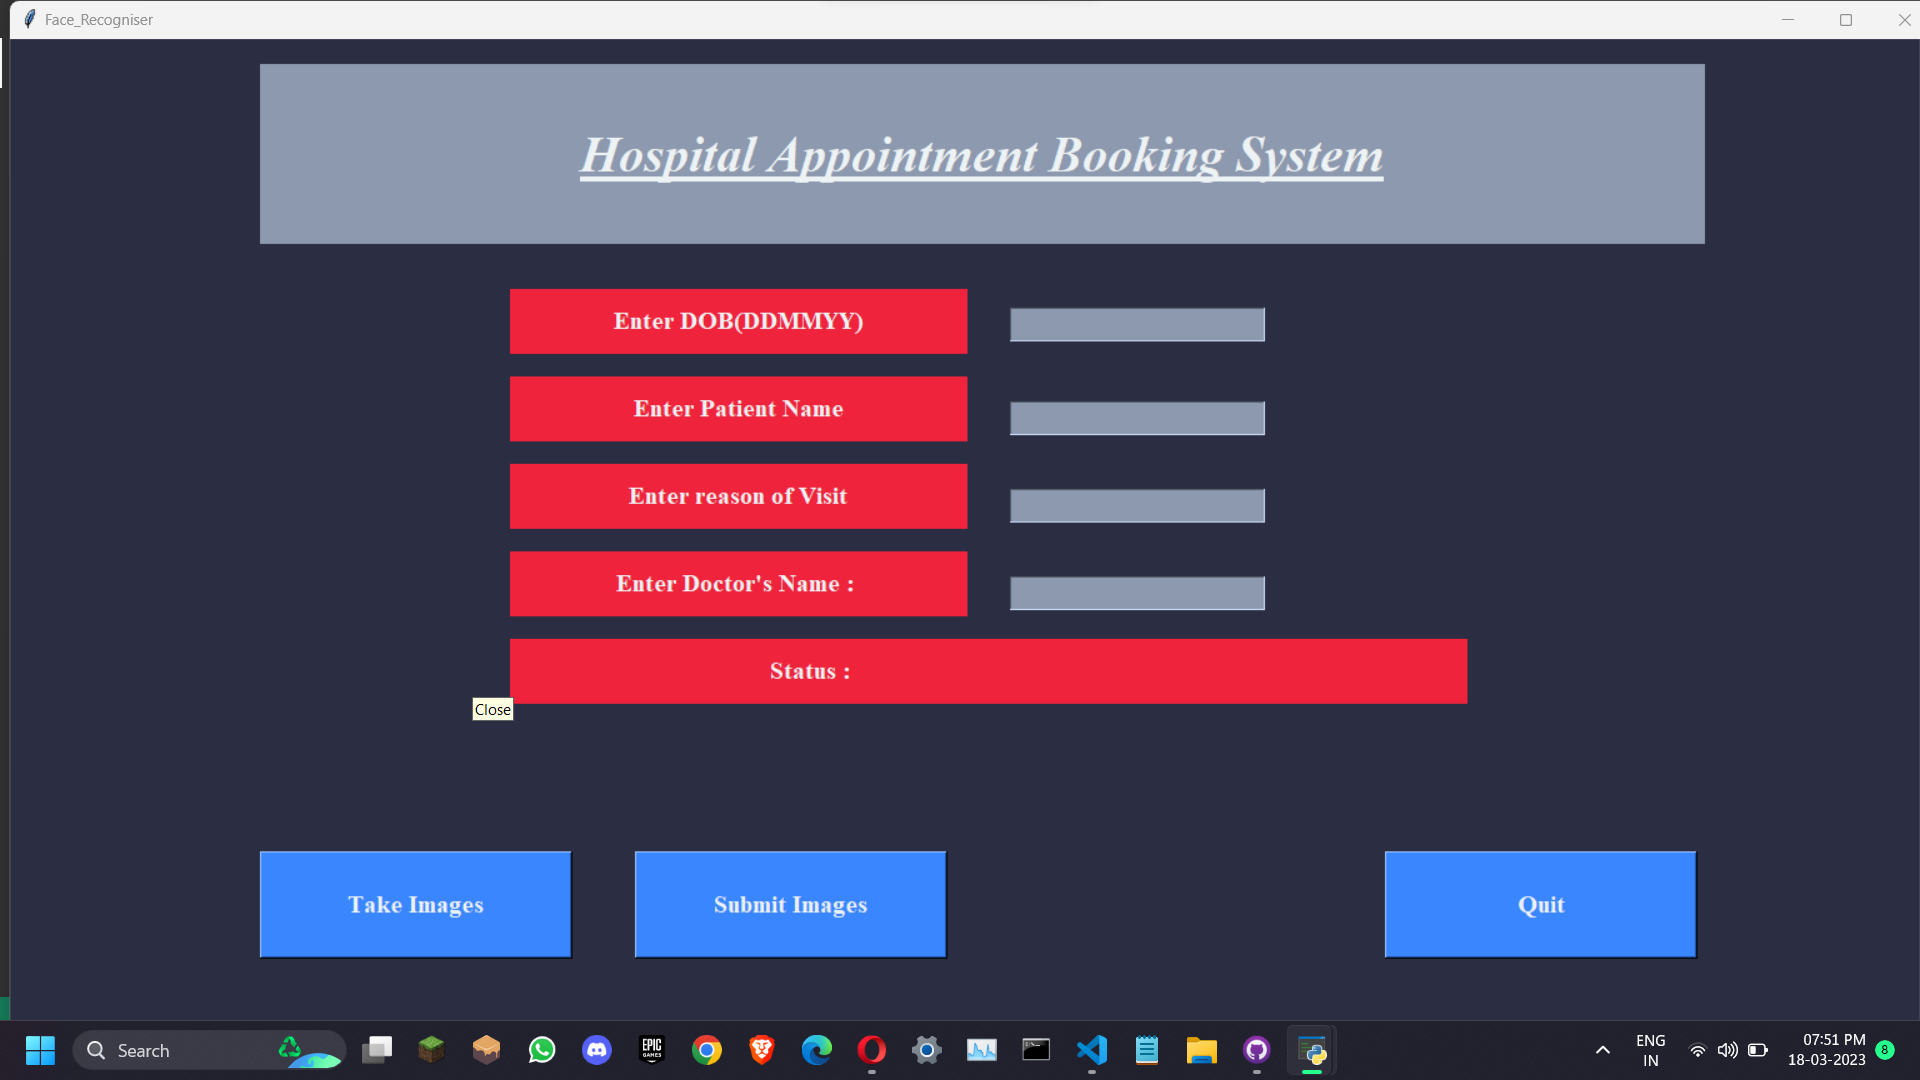 Face_Recogniser
Hospital Appointment Booking System
Enter DOB(DDMMYY)
Enter Patient Name
Enter reason of Visit
Enter Doctor's Name :
Status :
Close
Take Images
Submit Images
Quit
Search
EPIC
GAMES
ENG
IN
07:51 PM
18-03-2023
8